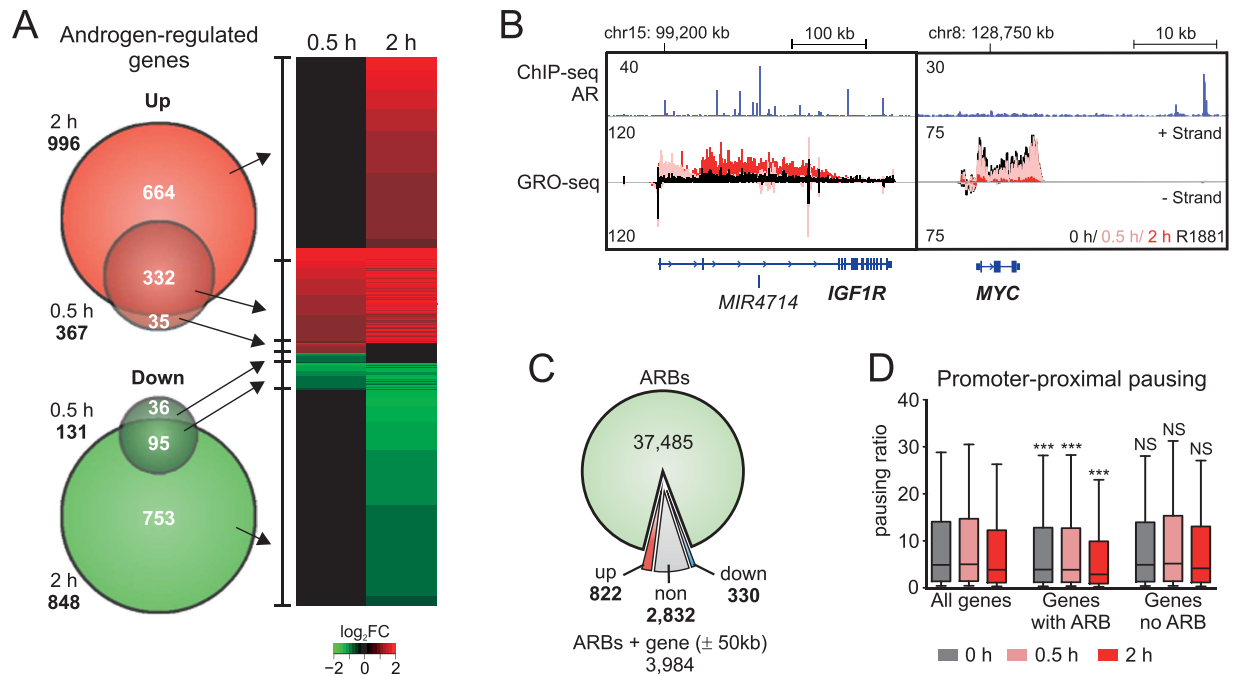 A
Androgen-regulated
genes
Up
2 h
996
664
332
0.5 h
367
35
Down
36
0.5 h
131
95
753
2 h
848
0.5 h
2 h
log2FC
−2 0 2
B
chr15: 99,200 kb
100 kb
chr8: 128,750 kb
10 kb
ChIP-seq
AR
40
30
120
75
+ Strand
GRO-seq
- Strand
120
75
0 h/ 0.5 h/ 2 h R1881
MIR4714
IGF1R
MYC
C
ARBs
37,485
up
822
non
2,832
down
330
ARBs + gene (± 50kb)
3,984
D
Promoter-proximal pausing
pausing ratio
40
30
20
10
0
*** ***
***
NS
NS
NS
All genes
Genes
with ARB
Genes
no ARB
0 h
0.5 h
2 h